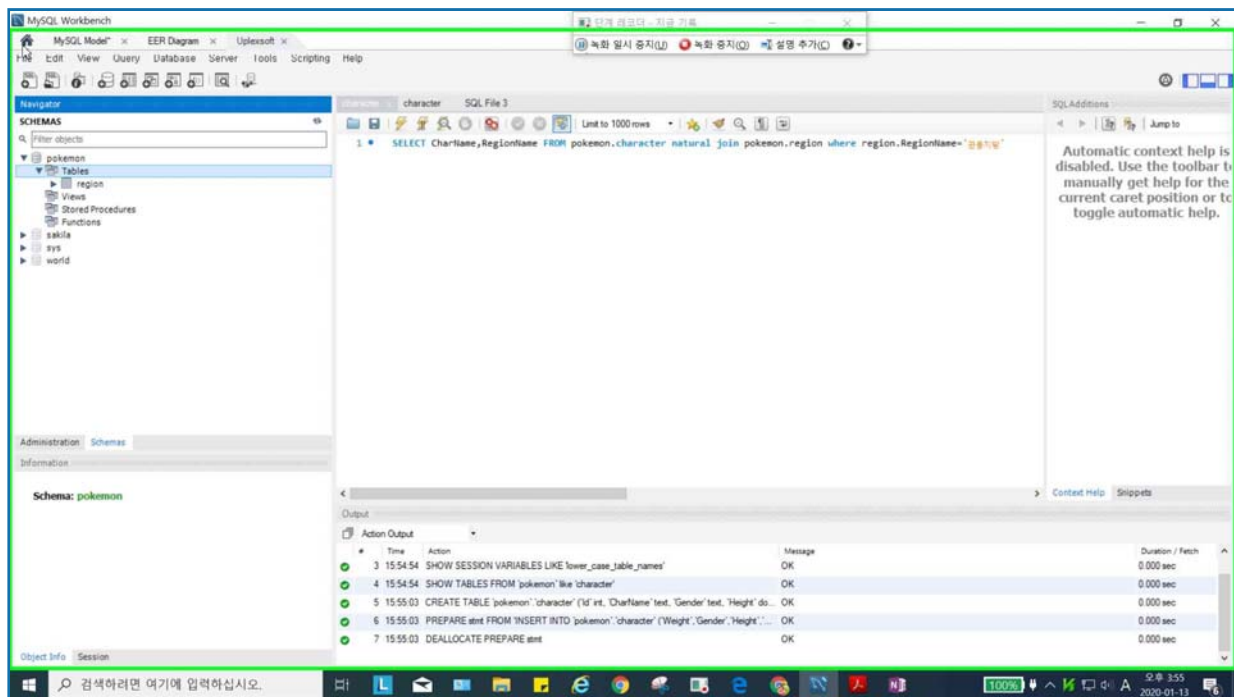 MySQL Workbench
단계 레코더 - 지금 기록
MySQL Model* EER Diagram Uplexsoft
녹화 일시 중지(U) 녹화 중지(O) 설명 추가(C)
File Edit View Query Database Server Tools Scripting Help
Navigator
SCHEMAS
Filter objects
pokemon
Tables
region
Views
Stored Procedures
Functions
sakila
sys
world
Administration Schemas
Information
Schema: pokemon
Object Info Session
character SQL File 3
Limit to 1000 rows
1 SELECT CharName,RegionName FROM pokemon.character natural join pokemon.region where region.RegionName='관동지방'
SQL Additions
Jump to
Automatic context help is
disabled. Use the toolbar to
manually get help for the
current caret position or to
toggle automatic help.
Context Help Snippets
Output
Action Output
# Time Action Message Duration / Fetch
3 15:54:54 SHOW SESSION VARIABLES LIKE 'lower_case_table_names' OK 0.000 sec
4 15:54:54 SHOW TABLES FROM `pokemon` like 'character' OK 0.000 sec
5 15:55:03 CREATE TABLE `pokemon`.`character` (`Id` int, `CharName` text, `Gender` text, `Height` do... OK 0.000 sec
6 15:55:03 PREPARE stmt FROM 'INSERT INTO `pokemon`.`character` (`Weight`,`Gender`,`Height`,`... OK 0.000 sec
7 15:55:03 DEALLOCATE PREPARE stmt OK 0.000 sec
검색하려면 여기에 입력하십시오.
100%
A
오후 3:55
2020-01-13